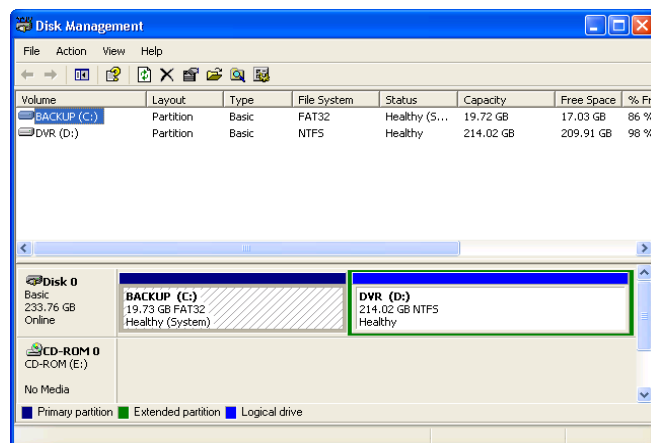 Disk Management
File Action View Help
Volume Layout Type File System Status Capacity Free Space
BACKUP (C:) Partition Basic FAT32 Healthy (S... 19.72 GB 17.03 GB 86 %
DVR (D:) Partition Basic NTFS Healthy 214.02 GB 209.91 GB 98 %
Disk 0
Basic
233.76 GB
Online
BACKUP (C:)
19.73 GB FAT32
Healthy (System)
DVR (D:)
214.02 GB NTFS
Healthy
CD-ROM 0
CD-ROM (E:)
No Media
Primary partition Extended partition Logical drive